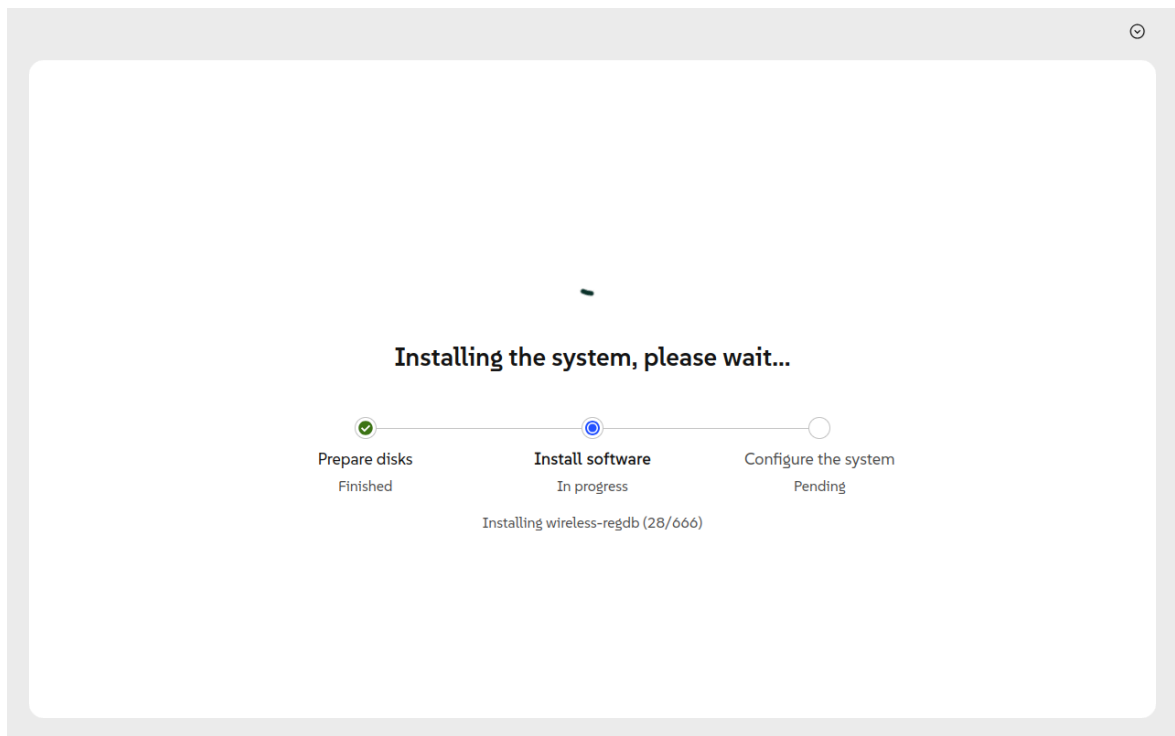 Installing the system, please wait...
Prepare disks
Finished
Install software
In progress
Configure the system
Pending
Installing wireless-regdb (28/666)